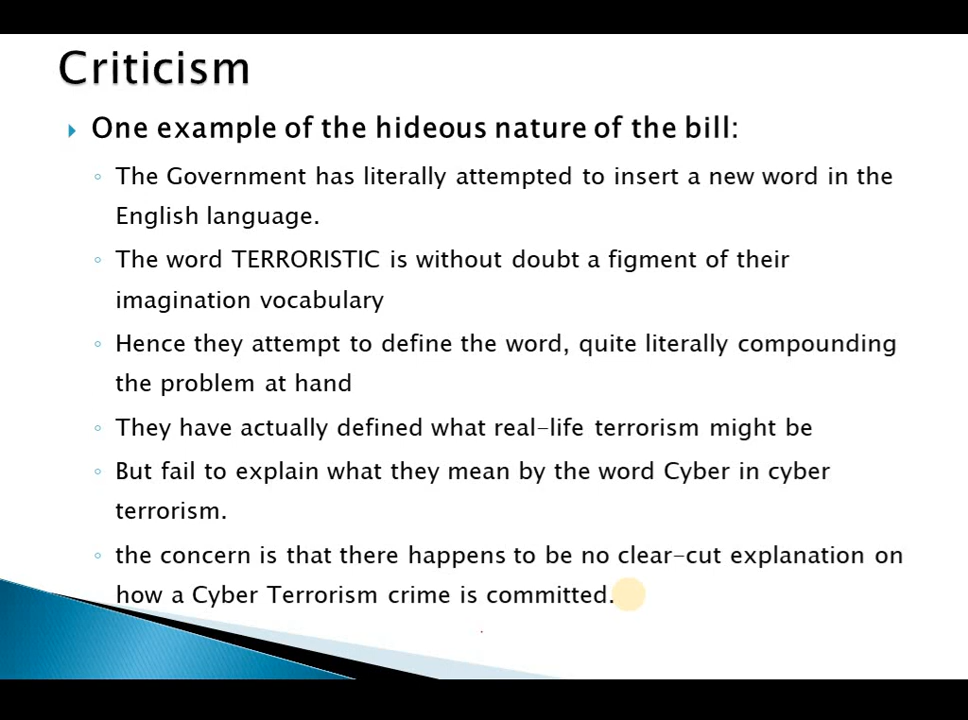 Criticism
One example of the hideous nature of the bill:
The Government has literally attempted to insert a new word in the
English language.
The word TERRORISTIC is without doubt a figment of their
imagination vocabulary
Hence they attempt to define the word, quite literally compounding
the problem at hand
They have actually defined what real-life terrorism might be
But fail to explain what they mean by the word Cyber in cyber
terrorism.
the concern is that there happens to be no clear-cut explanation on
how a Cyber Terrorism crime is committed.